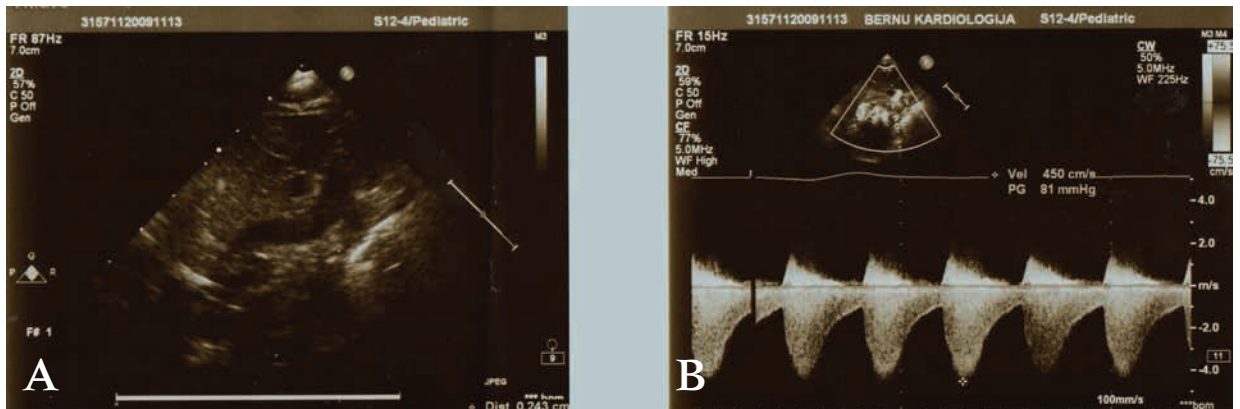 31571120091113 S12-4/Pediatric
FR 87Hz
7.0cm
M3
2D
57%
C 50
P Off
Gen
G
P R
F# 1
9
JPEG
*** bpm
Dist 0.243 cm
A
31571120091113 BERNU KARDIOLOGIJA S12-4/Pediatric
FR 15Hz
7.0cm
M3 M4
+75.5
CW
50%
5.0MHz
WF 225Hz
2D
59%
C 50
P Off
Gen
CF
77%
5.0MHz
WF High
Med
-75.5
cm/s
Vel 450 cm/s
PG 81 mmHg
4.0
2.0
m/s
-2.0
-4.0
11
100mm/s
***bpm
B